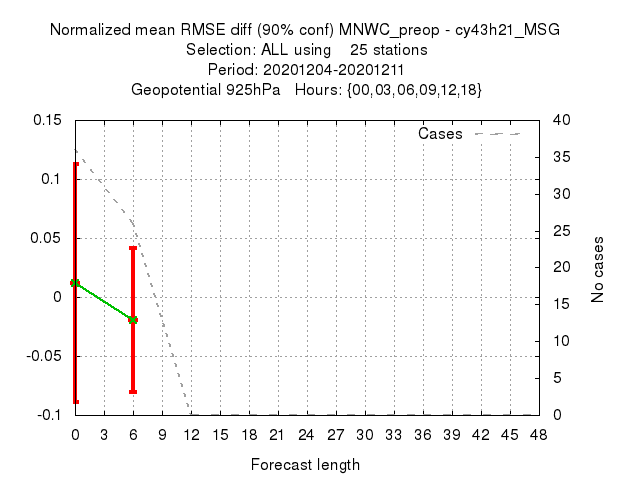 Normalized mean RMSE diff (90% conf) MNWC_preop - cy43h21_MSG
Selection: ALL using 25 stations
Period: 20201204-20201211
Geopotential 925hPa Hours: {00,03,06,09,12,18}
Cases
0.15
0.1
0.05
0
-0.05
-0.1
40
35
30
25
20
15
10
5
0
No cases
0 3 6 9 12 15 18 21 24 27 30 33 36 39 42 45 48
Forecast length